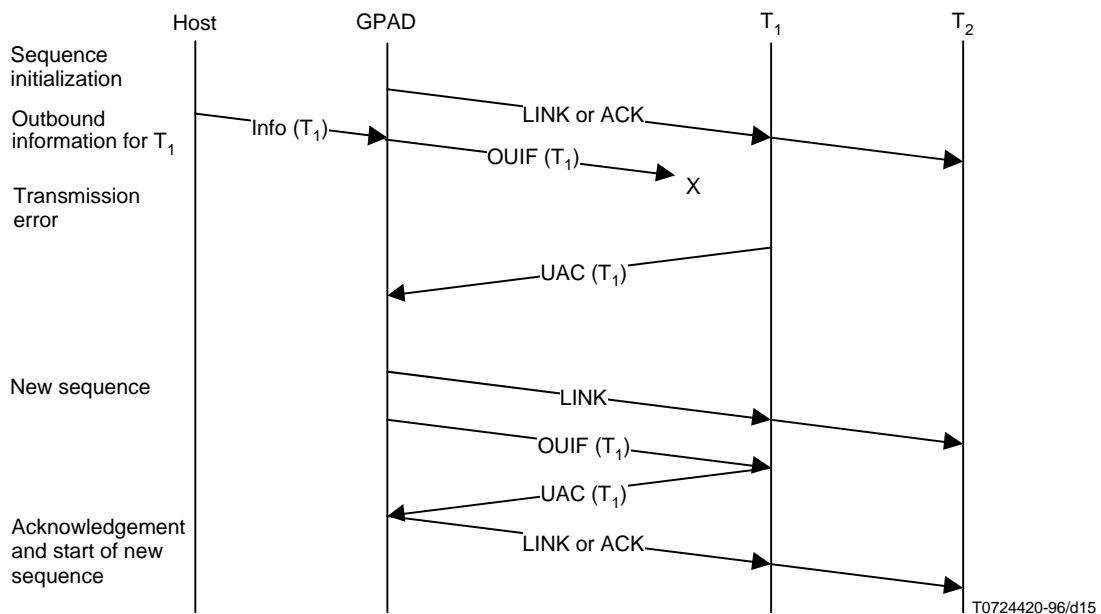 Host GPAD T₁ T₂
Sequence
initialization
LINK or ACK
Outbound
information for T₁
Info (T₁)
OUIF (T₁)
X
Transmission
error
UAC (T₁)
New sequence
LINK
OUIF (T₁)
UAC (T₁)
Acknowledgement
and start of new
sequence
LINK or ACK
T0724420-96/d15